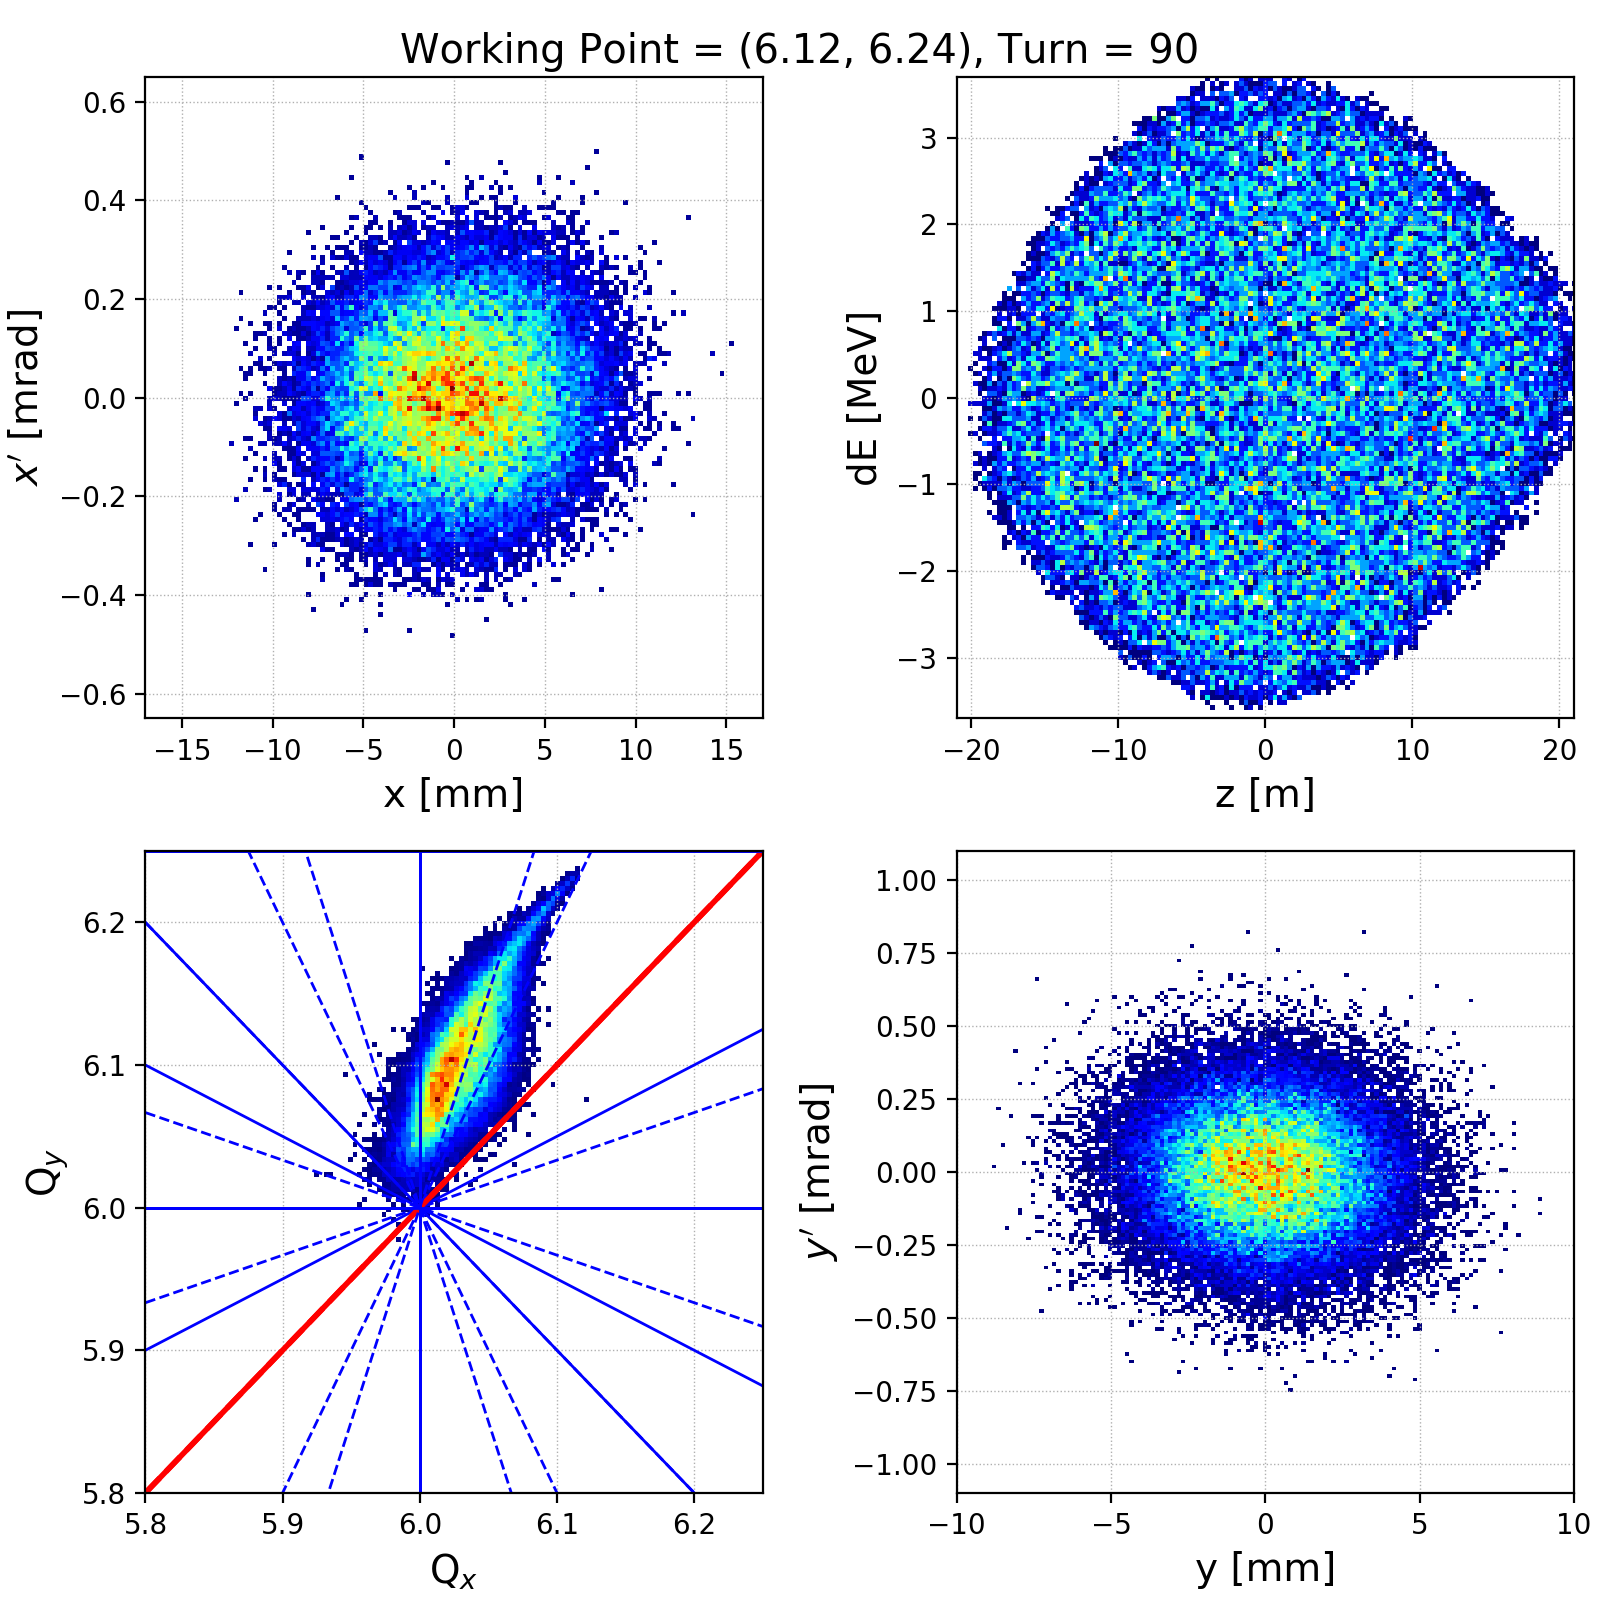 Working Point = (6.12, 6.24), Turn = 90
0.6
0.4
0.2
0.0
−0.2
−0.4
−0.6
x′ [mrad]
−15 −10 −5 0 5 10 15
x [mm]
3
2
1
0
−1
−2
−3
dE [MeV]
−20 −10 0 10 20
z [m]
6.2
6.1
6.0
5.9
5.8
Qy
5.8 5.9 6.0 6.1 6.2
Qx
1.00
0.75
0.50
0.25
0.00
−0.25
−0.50
−0.75
−1.00
y′ [mrad]
−10 −5 0 5 10
y [mm]